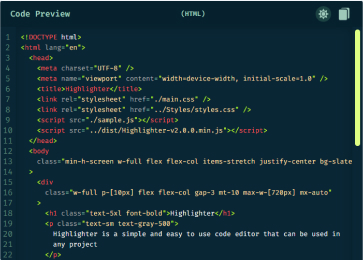 Code Preview (HTML)
1 <!DOCTYPE html>
2 <html lang="en">
3 <head>
4 <meta charset="UTF-8" />
5 <meta name="viewport" content="width=device-width, initial-scale=1.0" />
6 <title>Highlighter</title>
7 <link rel="stylesheet" href="./main.css" />
8 <link rel="stylesheet" href="../Styles/styles.css" />
9 <script src="./sample.js"></script>
10 <script src="../dist/Highlighter-v2.0.0.min.js"></script>
11 </head>
12 <body
13 class="min-h-screen w-full flex flex-col items-stretch justify-center bg-slate
14 >
15 <div
16 class="w-full p-[10px] flex flex-col gap-3 mt-10 max-w-[720px] mx-auto"
17 >
18 <h1 class="text-5xl font-bold">Highlighter</h1>
19 <p class="text-sm text-gray-500">
20 Highlighter is a simple and easy to use code editor that can be used in
21 any project
22 </p>